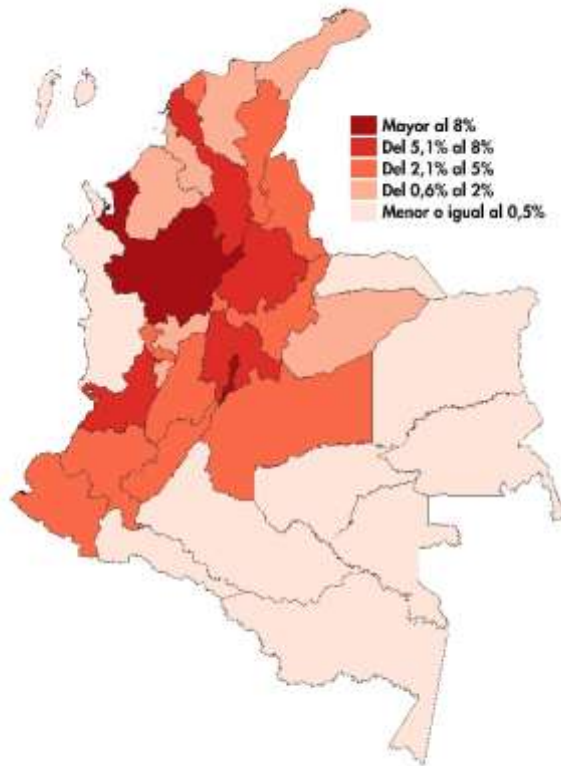 Mayor al 8%
Del 5,1% al 8%
Del 2,1% al 5%
Del 0,6% al 2%
Menor o igual al 0,5%